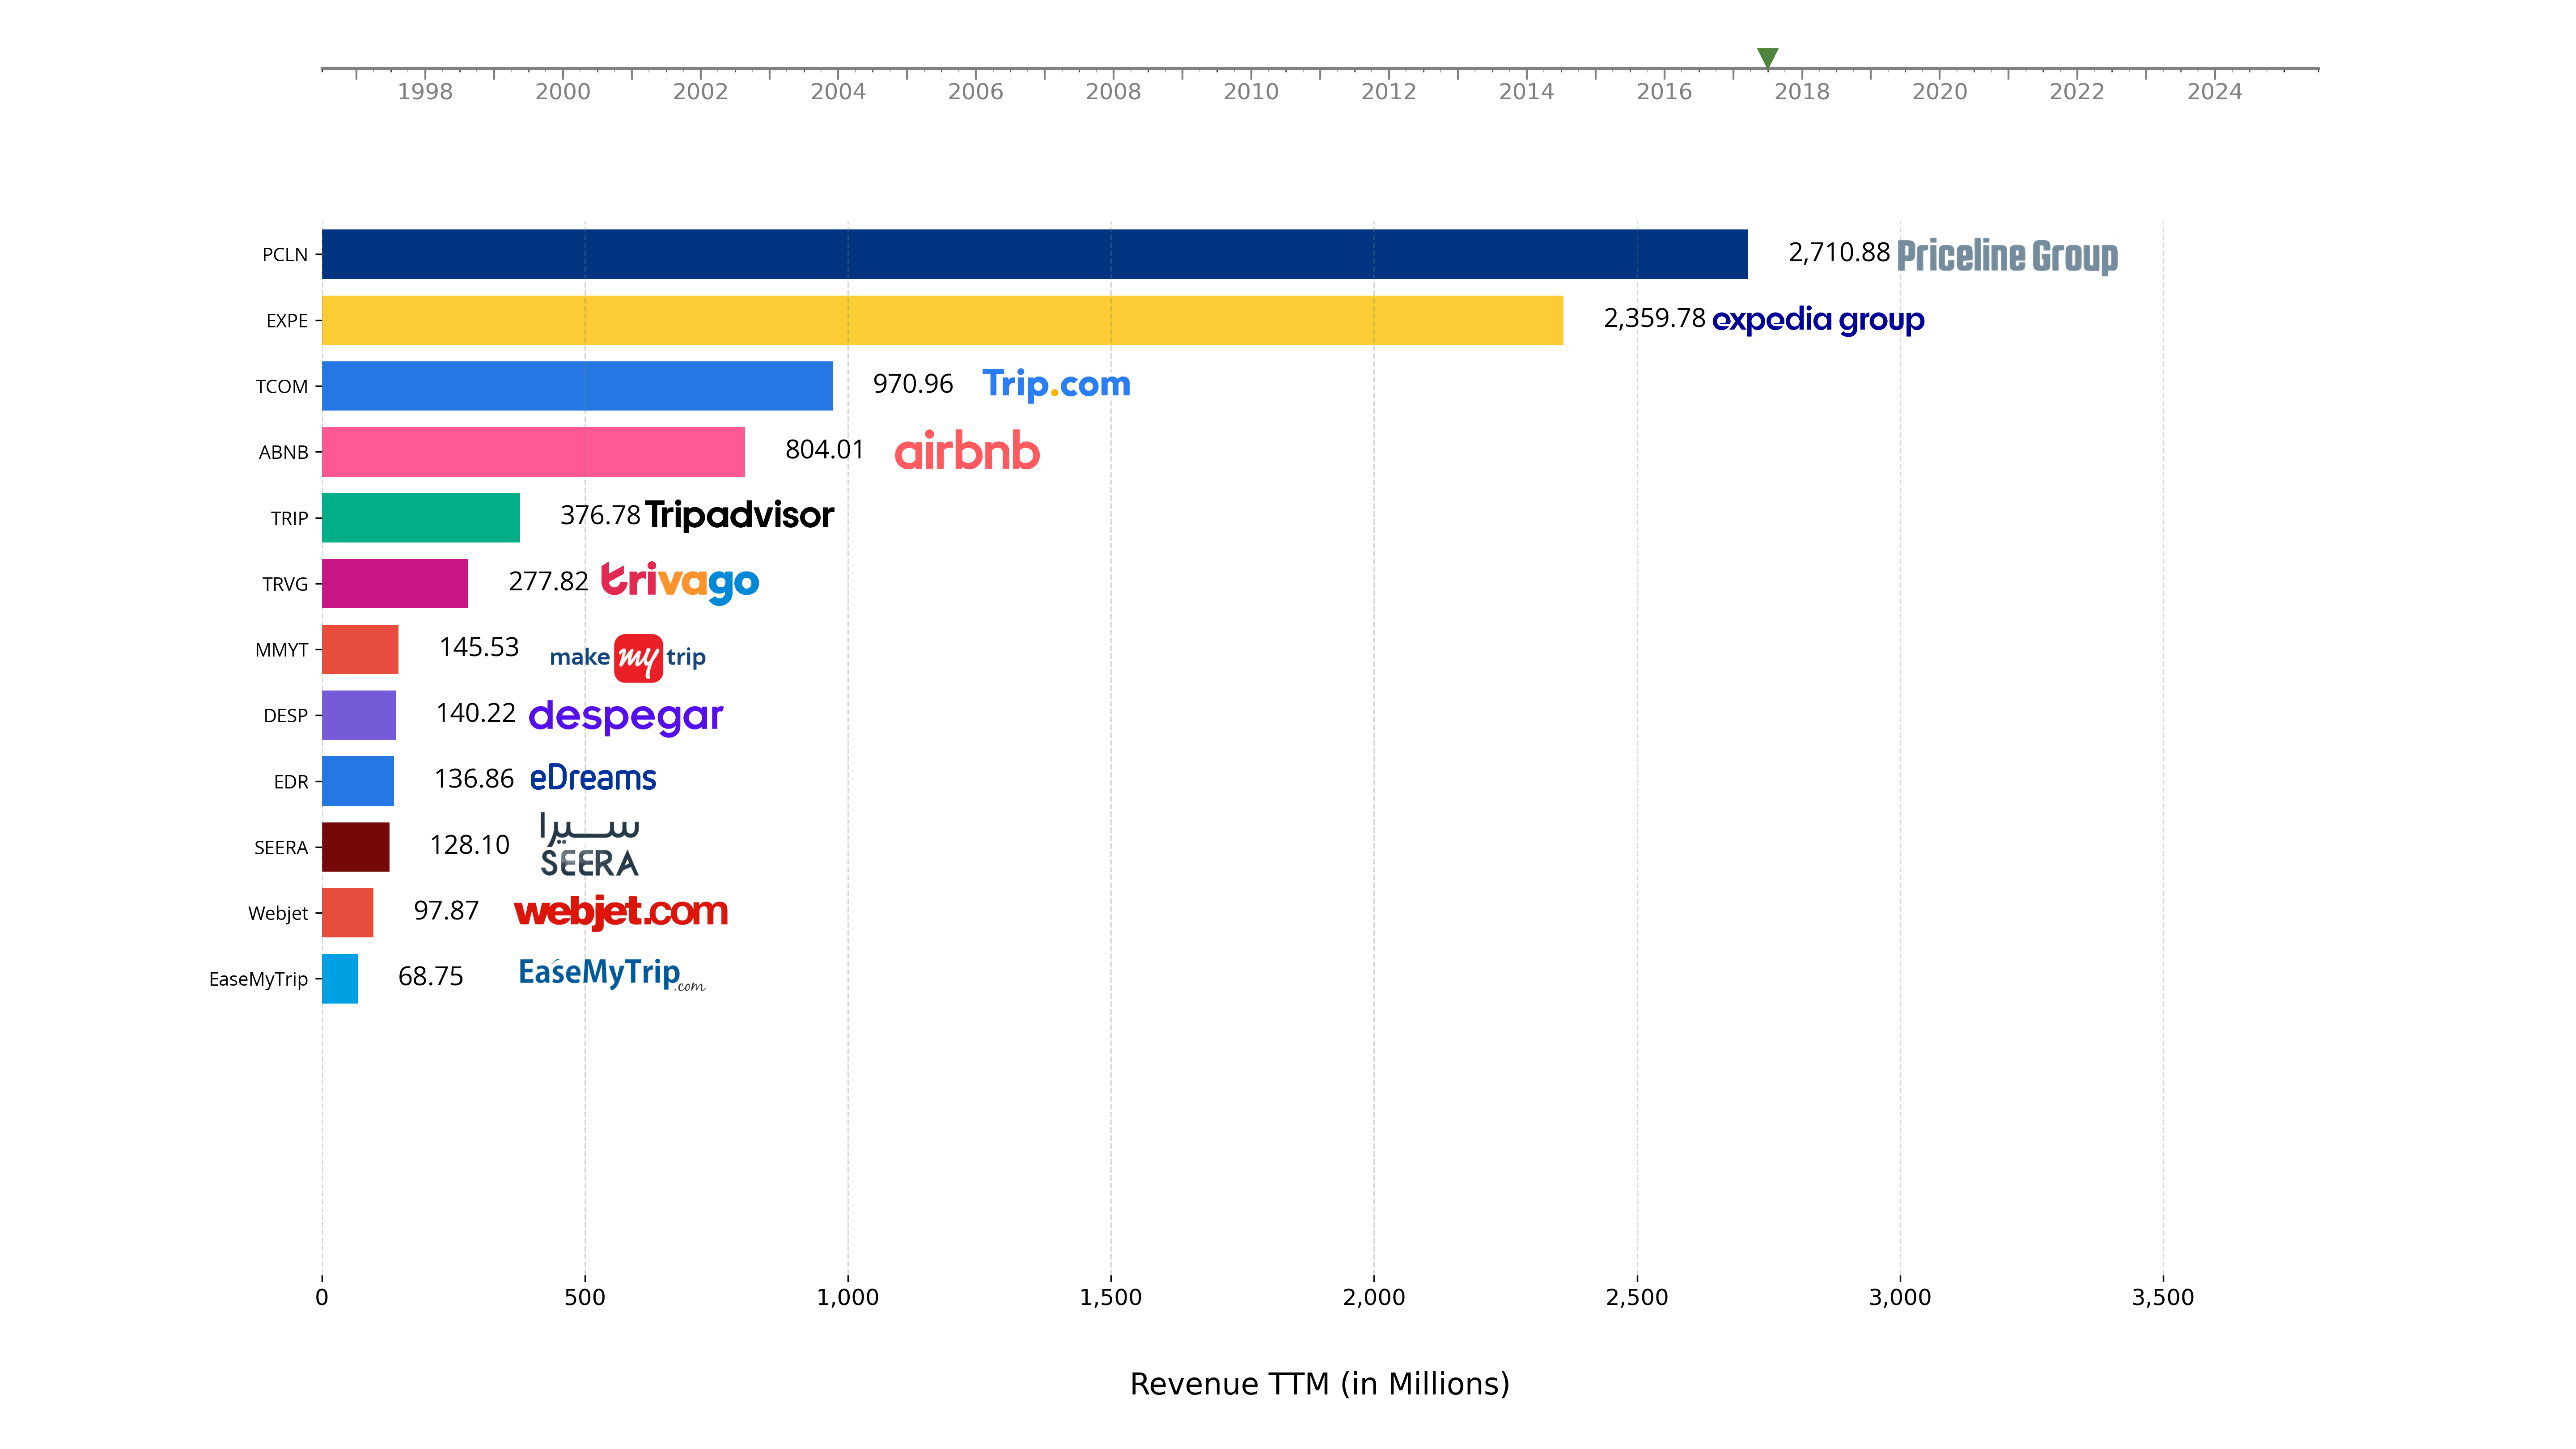 1998 2000 2002 2004 2006 2008 2010 2012 2014 2016 2018 2020 2022 2024
PCLN 2,710.88 Priceline Group
EXPE 2,359.78 expedia group
TCOM 970.96 Trip.com
ABNB 804.01 airbnb
TRIP 376.78 Tripadvisor
TRVG 277.82 trivago
MMYT 145.53 make my trip
DESP 140.22 despegar
EDR 136.86 eDreams
سيرا
SEERA 128.10 SEERA
Webjet 97.87 webjet.com
EaseMyTrip 68.75 EaseMyTrip.com
0 500 1,000 1,500 2,000 2,500 3,000 3,500
Revenue TTM (in Millions)